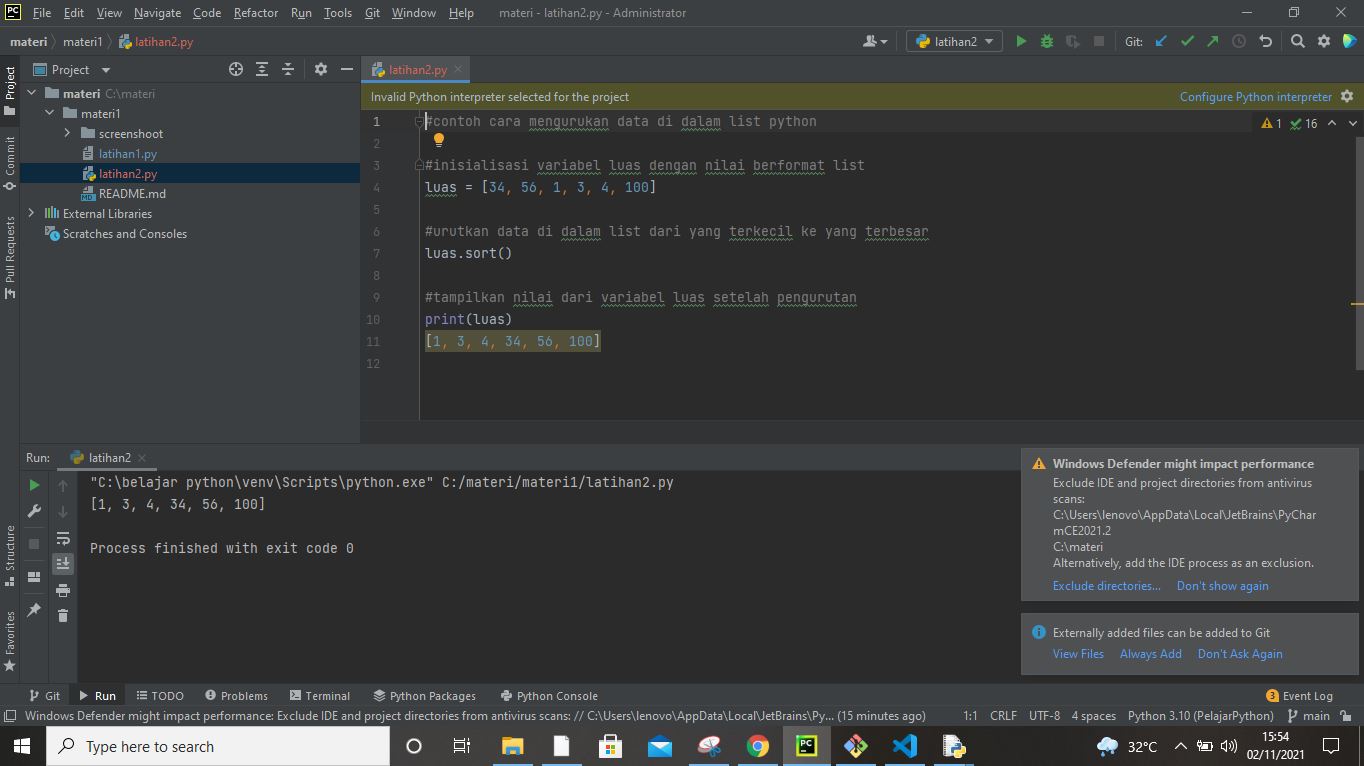 PC File Edit View Navigate Code Refactor Run Tools Git Window Help materi - latihan2.py - Administrator
materi materi1 latihan2.py latihan2 Git:
Project latihan2.py
Invalid Python interpreter selected for the project Configure Python interpreter
materi C:\materi
materi1
screenshoot
latihan1.py
latihan2.py
README.md
External Libraries
Scratches and Consoles
Project
Commit
Pull Requests
1 #contoh cara mengurukan data di dalam list python
1 16
2
3 #inisialisasi variabel luas dengan nilai berformat list
4 luas = [34, 56, 1, 3, 4, 100]
5
6 #urutkan data di dalam list dari yang terkecil ke yang terbesar
7 luas.sort()
8
9 #tampilkan nilai dari variabel luas setelah pengurutan
10 print(luas)
11 [1, 3, 4, 34, 56, 100]
12
Run: latihan2
"C:\belajar python\venv\Scripts\python.exe" C:/materi/materi1/latihan2.py
[1, 3, 4, 34, 56, 100]
Process finished with exit code 0
Structure
Favorites
Windows Defender might impact performance
Exclude IDE and project directories from antivirus
scans:
C:\Users\lenovo\AppData\Local\JetBrains\PyChar
mCE2021.2
C:\materi
Alternatively, add the IDE process as an exclusion.
Exclude directories... Don't show again
Externally added files can be added to Git
View Files Always Add Don't Ask Again
Git Run TODO Problems Terminal Python Packages Python Console 3 Event Log
Windows Defender might impact performance: Exclude IDE and project directories from antivirus scans: // C:\Users\lenovo\AppData\Local\JetBrains\Py... (15 minutes ago) 1:1 CRLF UTF-8 4 spaces Python 3.10 (PelajarPython) main
Type here to search PC 32°C 15:54
02/11/2021